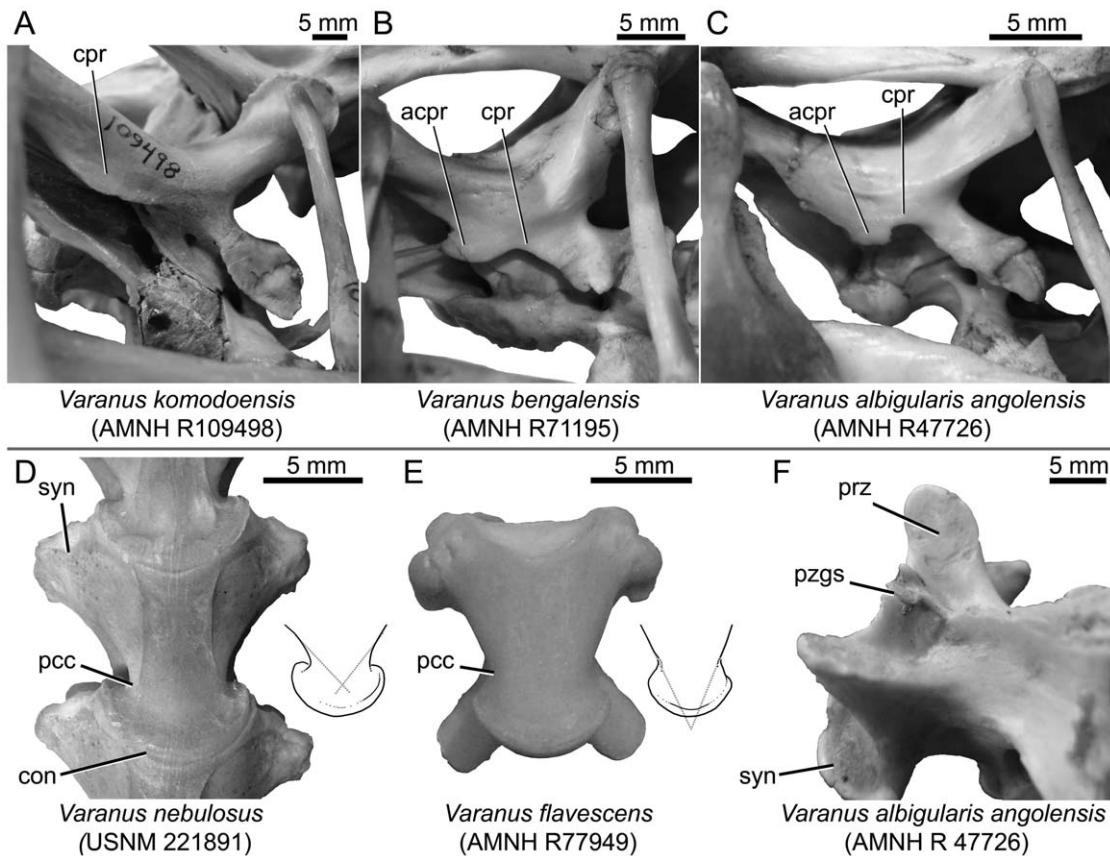 A
5 mm
B
5 mm
C
5 mm
cpr
109498
acpr
cpr
acpr
cpr
Varanus komodoensis
(AMNH R109498)
Varanus bengalensis
(AMNH R71195)
Varanus albigularis angolensis
(AMNH R47726)
D
5 mm
E
5 mm
F
5 mm
syn
pcc
con
pcc
prz
pzgs
syn
Varanus nebulosus
(USNM 221891)
Varanus flavescens
(AMNH R77949)
Varanus albigularis angolensis
(AMNH R 47726)